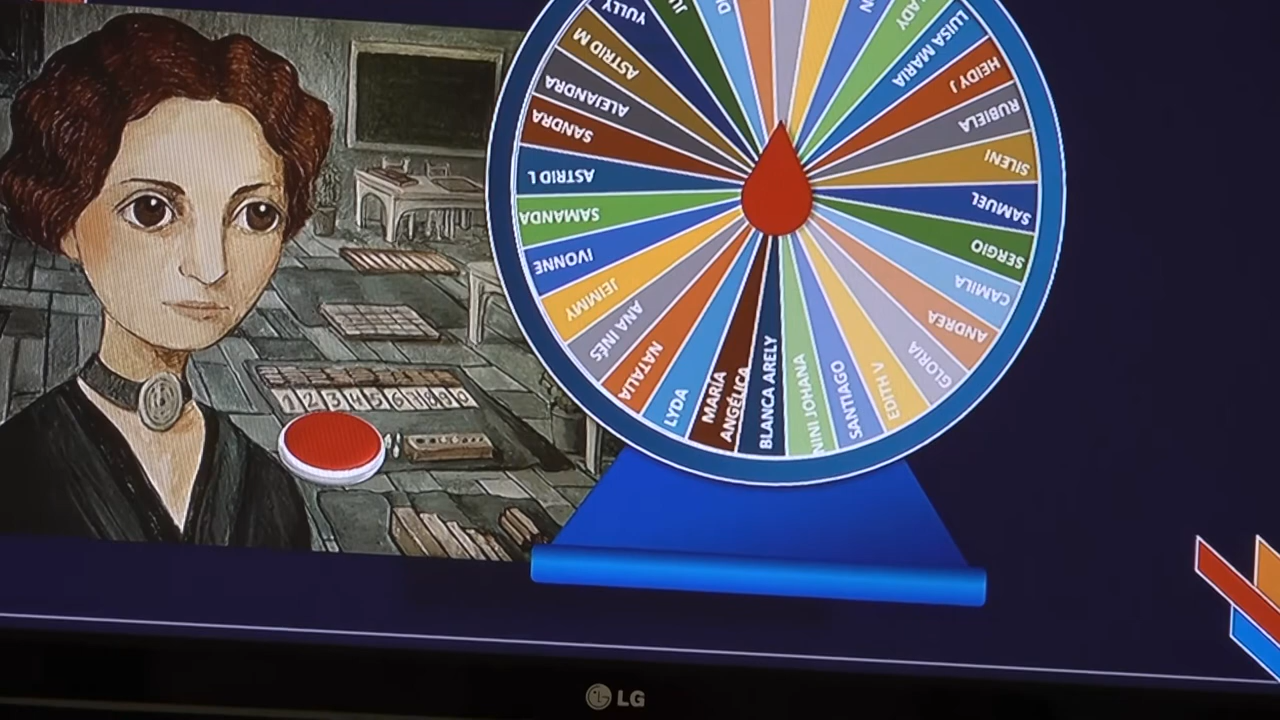 YULLY
ASTRID M
ALEJANDRA
SANDRA
ASTRID L
SAMANDA
IVONNE
JEIMMY
ANA INÉS
NATALIA
LYDA
MARÍA
ANGÉLICA
BLANCA ARELY
NINI JOHANA
SANTIAGO
EDITH V
GLORIA
ANDREA
CAMILA
SERGIO
SAMUEL
SILENI
RUBIELA
HEIDY J
LUISA MARIA
1 2 3 4 5 6 7 8 9 0
LG